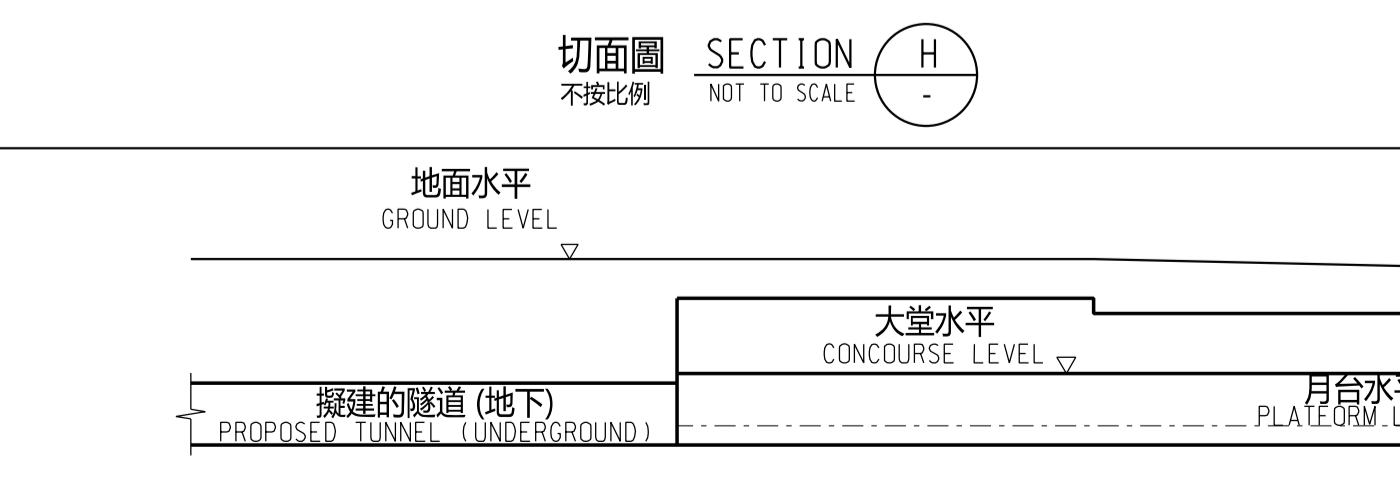 切面圖 SECTION H
不按比例 NOT TO SCALE -
地面水平
GROUND LEVEL
大堂水平
CONCOURSE LEVEL
擬建的隧道 (地下)
PROPOSED TUNNEL (UNDERGROUND)
月台水平
PLATFORM L